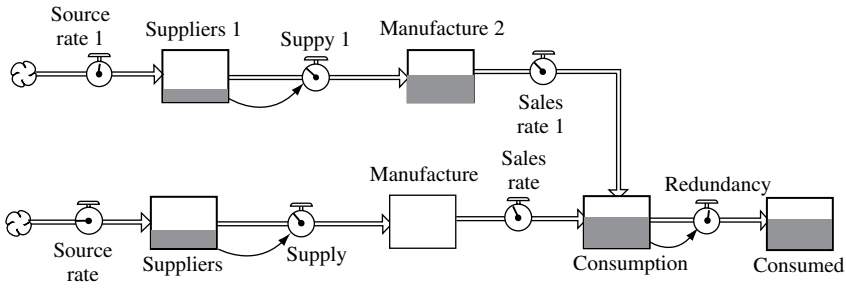 Source
rate 1
Suppliers 1
Suppy 1
Manufacture 2
Sales
rate 1
Source
rate
Suppliers
Supply
Manufacture
Sales
rate
Consumption
Redundancy
Consumed